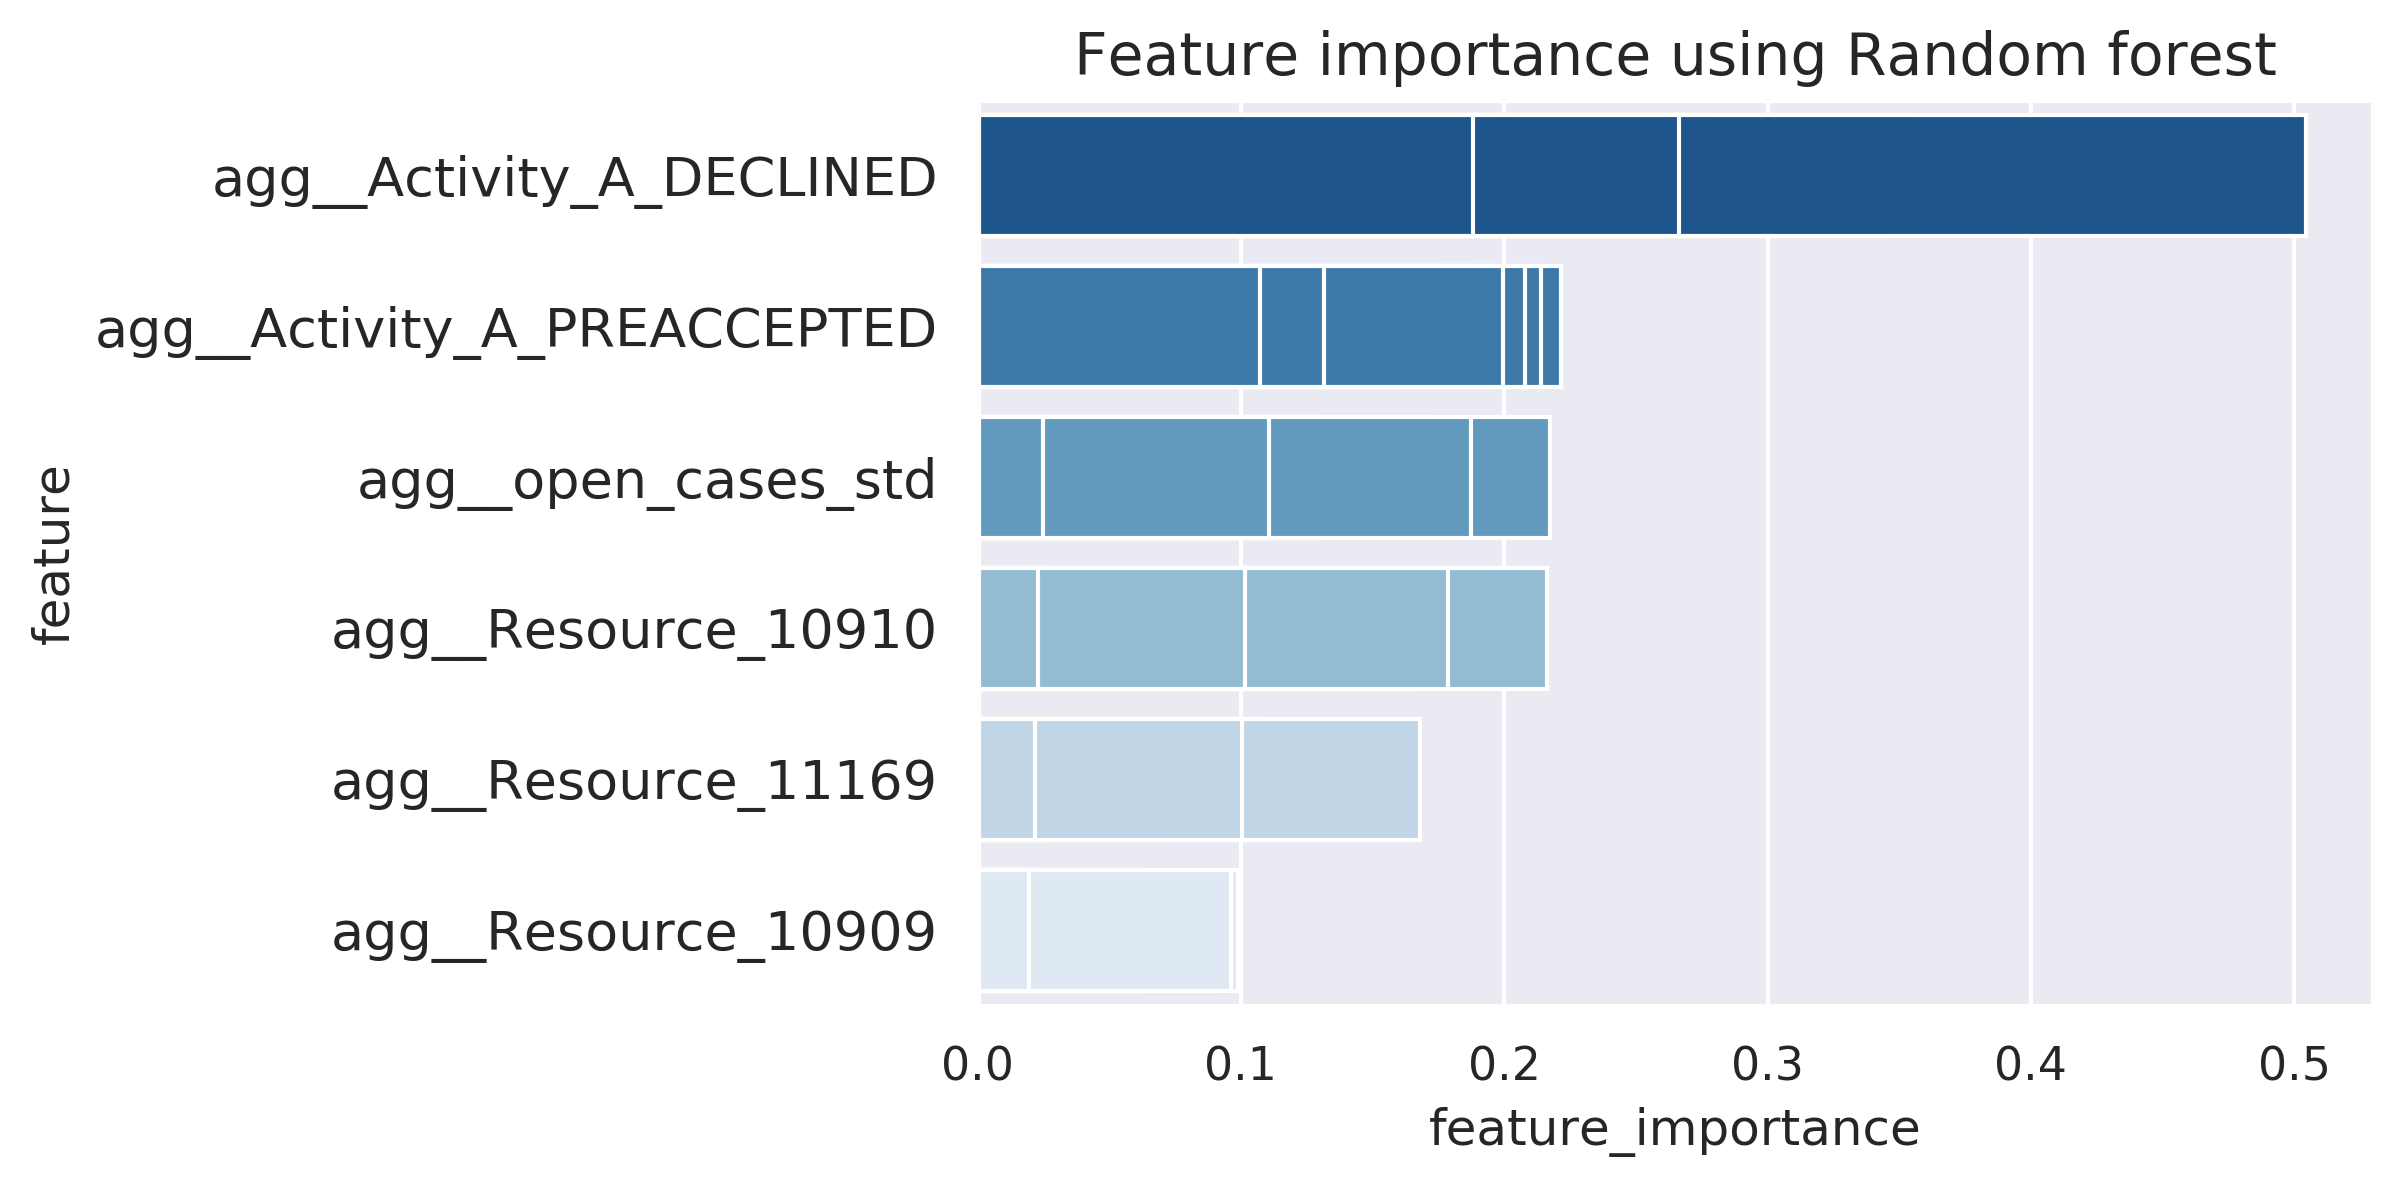 Feature importance using Random forest
feature
agg__Activity_A_DECLINED
agg__Activity_A_PREACCEPTED
agg__open_cases_std
agg__Resource_10910
agg__Resource_11169
agg__Resource_10909
0.0 0.1 0.2 0.3 0.4 0.5
feature_importance